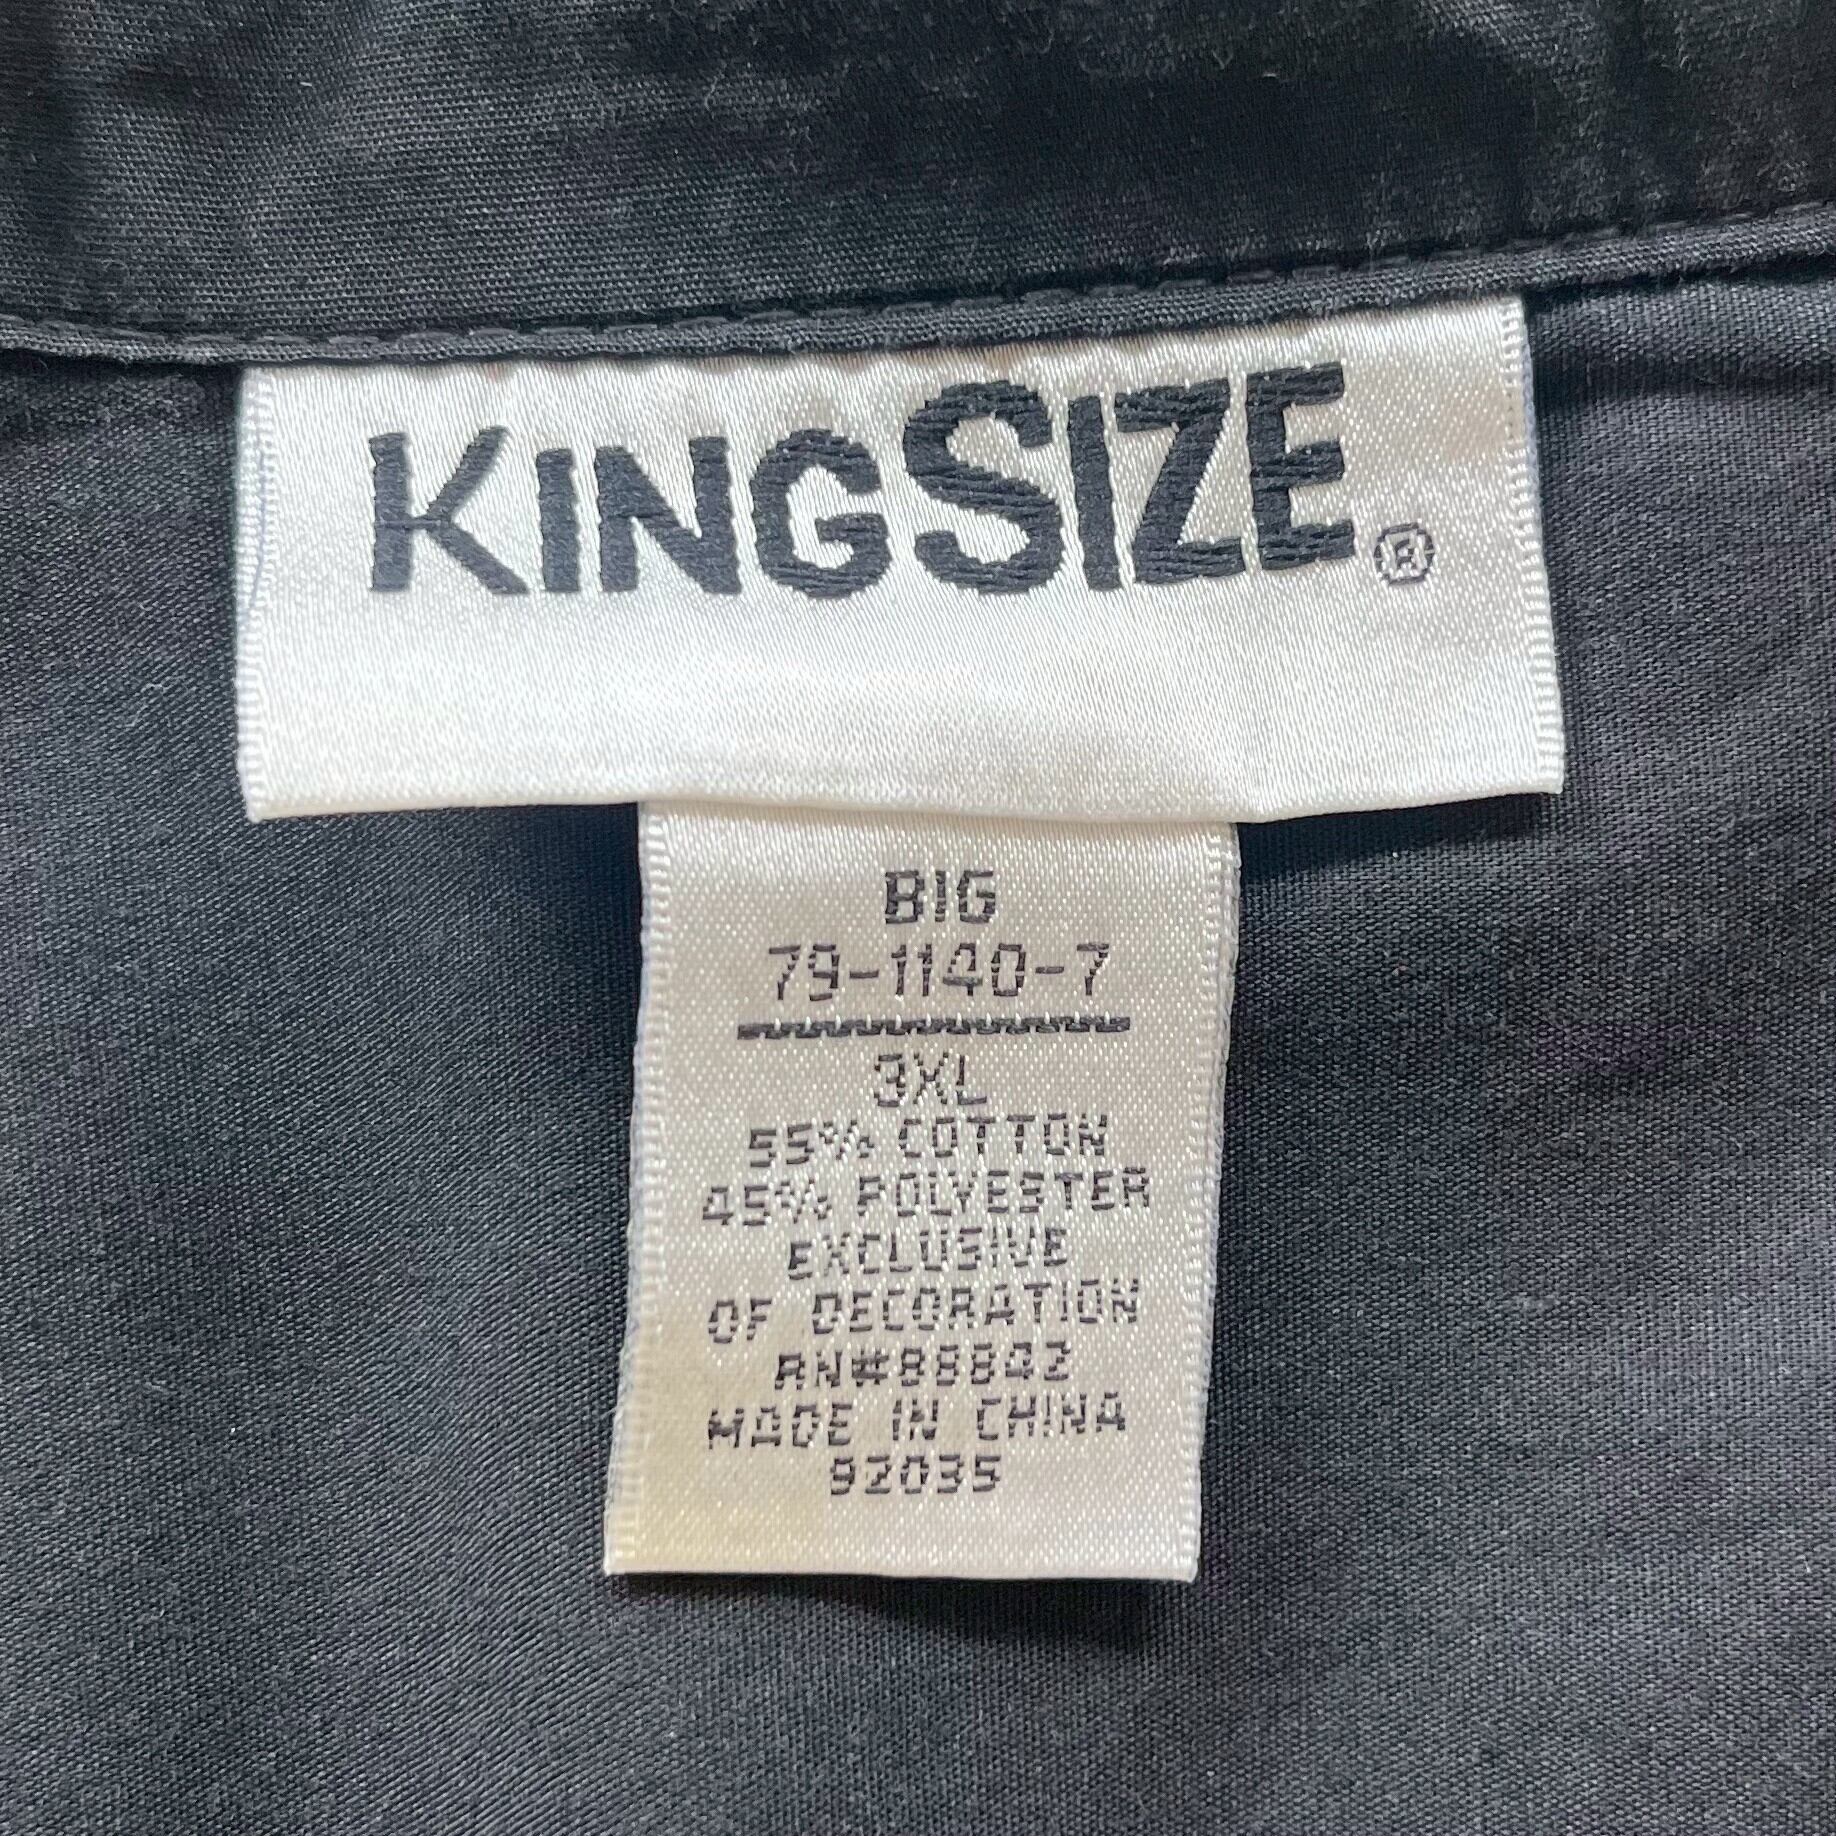 KINGSIZE®
BIG
79-1140-7
3XL
55% COTTON
45% POLYESTER
EXCLUSIVE
OF DECORATION
RN#88842
MADE IN CHINA
92035